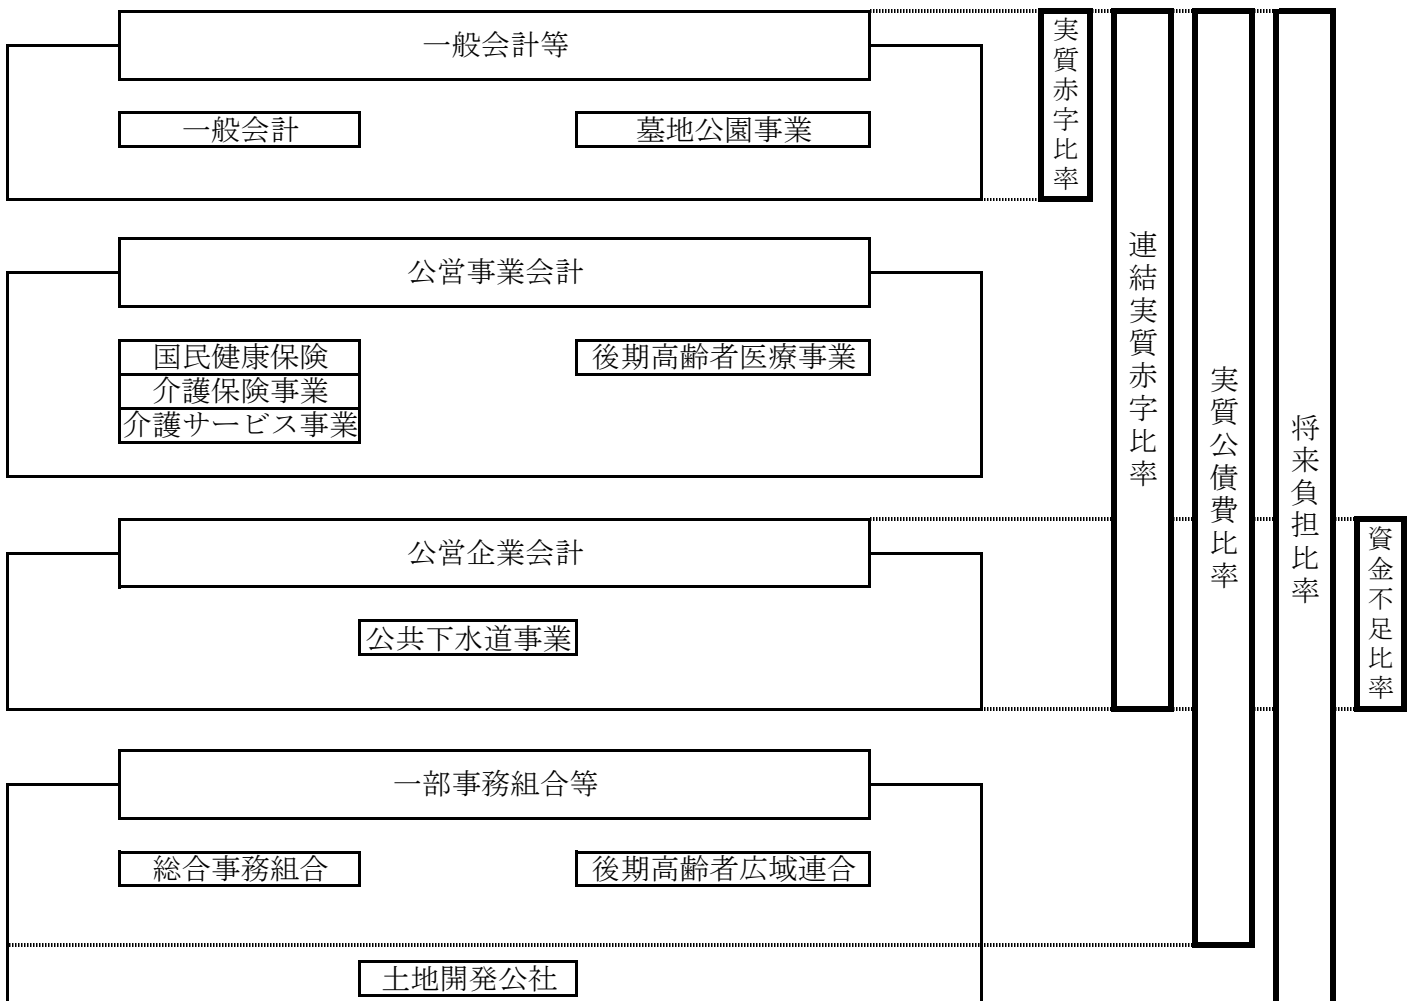 一般会計等
一般会計
墓地公園事業
公営事業会計
国民健康保険
後期高齢者医療事業
介護保険事業
介護サービス事業
公営企業会計
公共下水道事業
一部事務組合等
総合事務組合
後期高齢者広域連合
土地開発公社
実質赤字比率
連結実質赤字比率
実質公債費比率
将来負担比率
資金不足比率